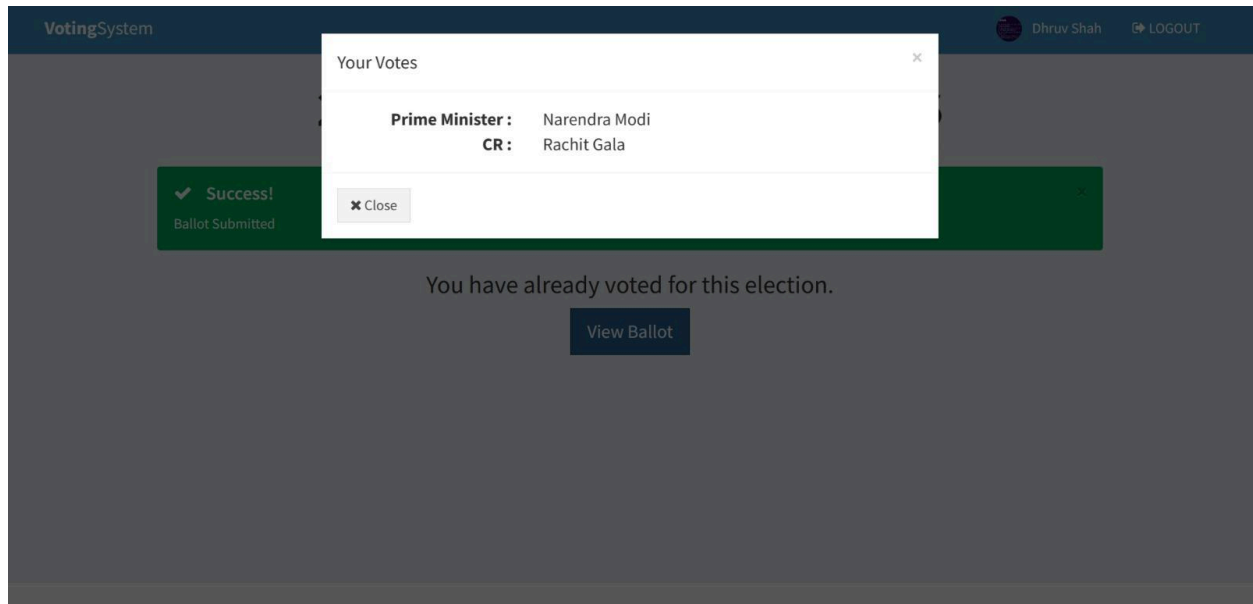 VotingSystem
Dhruv Shah
LOGOUT
Your Votes
×
Prime Minister : Narendra Modi
CR : Rachit Gala
Close
Success!
×
Ballot Submitted
You have already voted for this election.
View Ballot